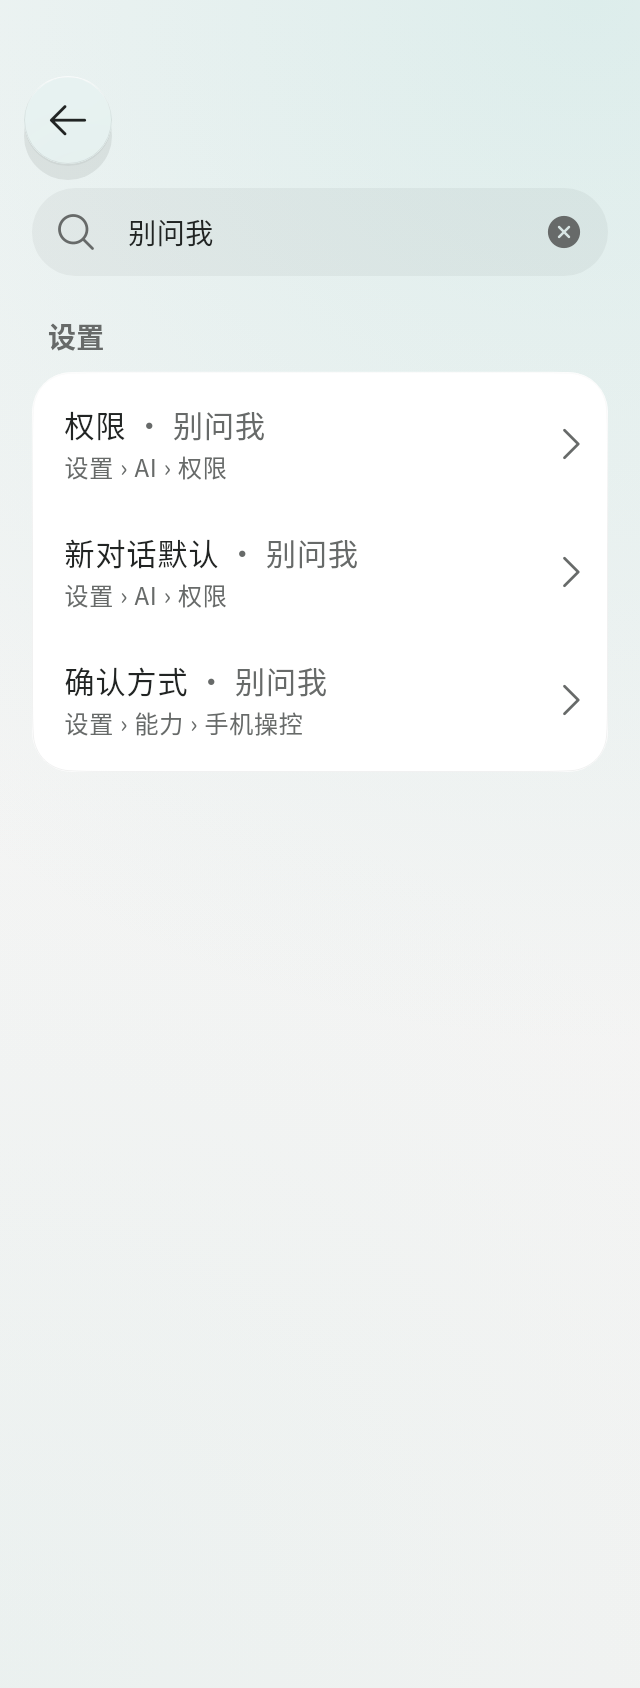 别问我
设置
权限 • 别问我
设置 › AI › 权限
新对话默认 • 别问我
设置 › AI › 权限
确认方式 • 别问我
设置 › 能力 › 手机操控